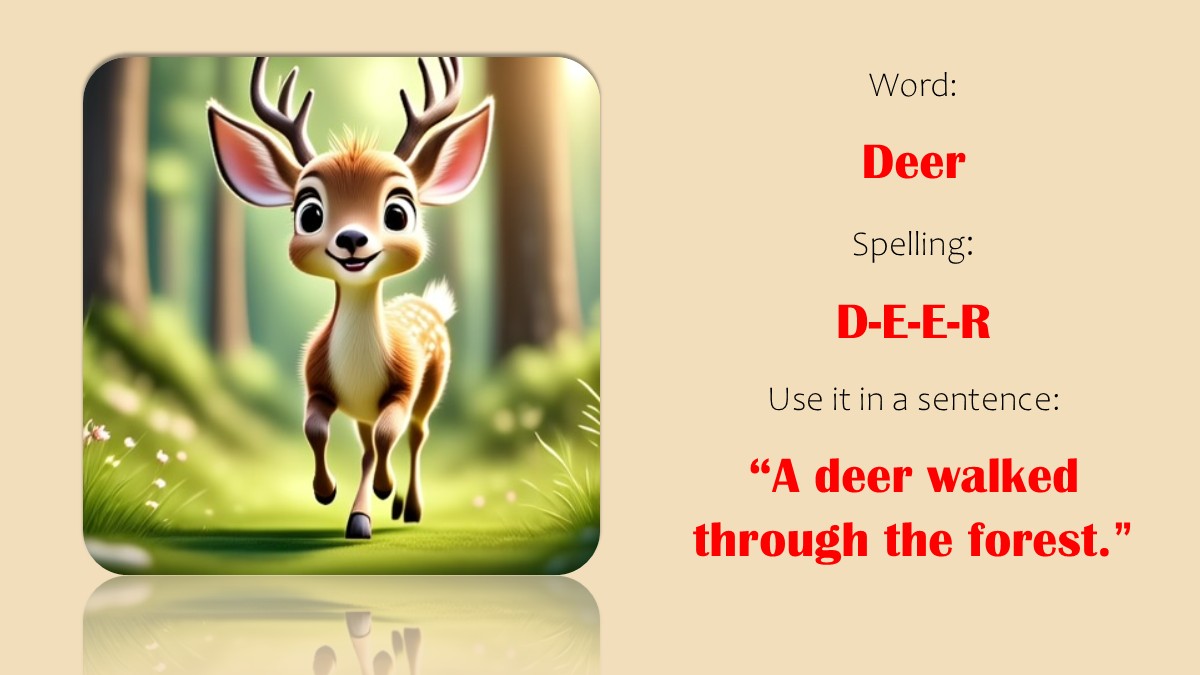 Word:
Deer
Spelling:
D-E-E-R
Use it in a sentence:
“A deer walked
through the forest.”